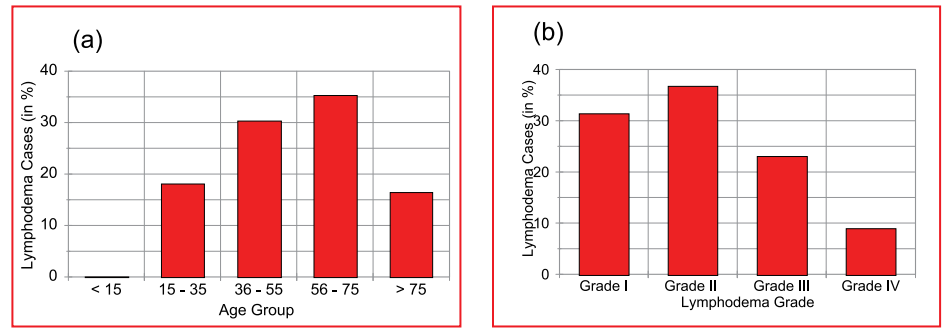 (a)
Lymphodema Cases (in %)
40
30
20
10
0
< 15 15 - 35 36 - 55 56 - 75 > 75
Age Group
(b)
Lymphodema Cases (in %)
40
30
20
10
0
Grade I Grade II Grade III Grade IV
Lymphodema Grade